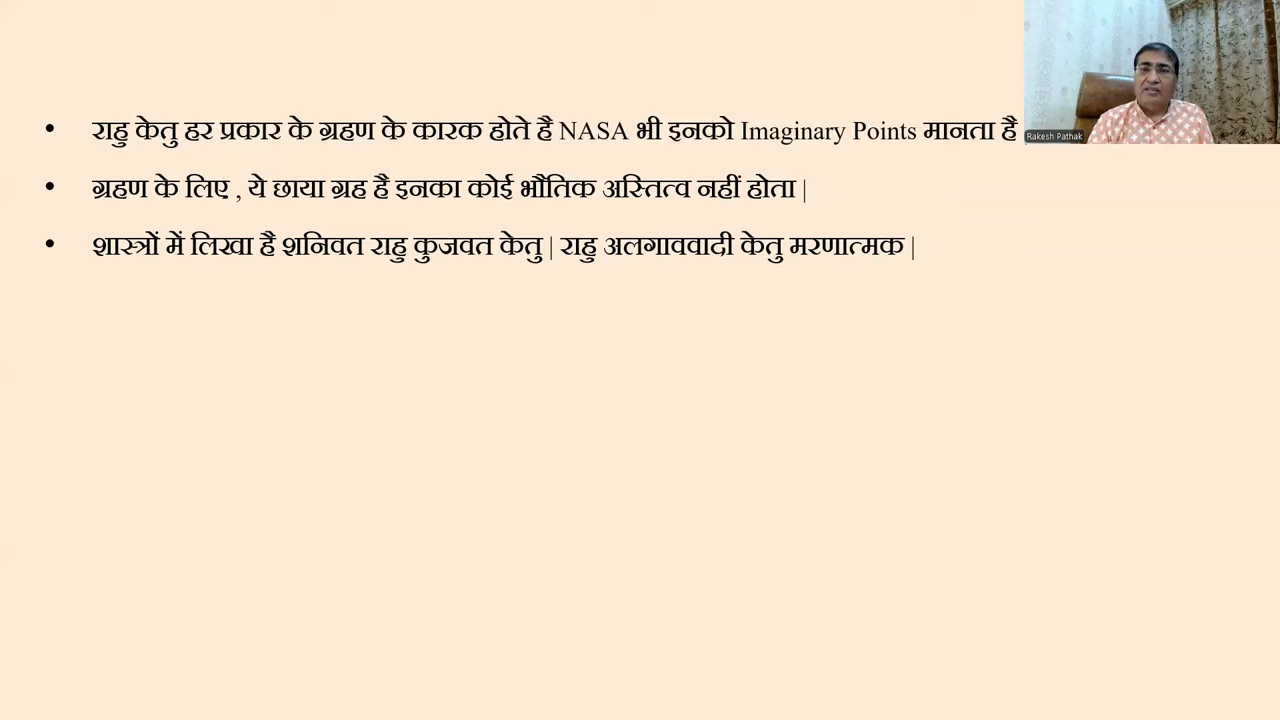 • राहु केतु हर प्रकार के ग्रहण के कारक होते हैं NASA भी इनको Imaginary Points मानता है
• ग्रहण के लिए , ये छाया ग्रह हैं इनका कोई भौतिक अस्तित्व नहीं होता |
• शास्त्रों में लिखा है शनिवत राहु कुजवत केतु | राहु अलगाववादी केतु मरणात्मक |
Rakesh Pathak